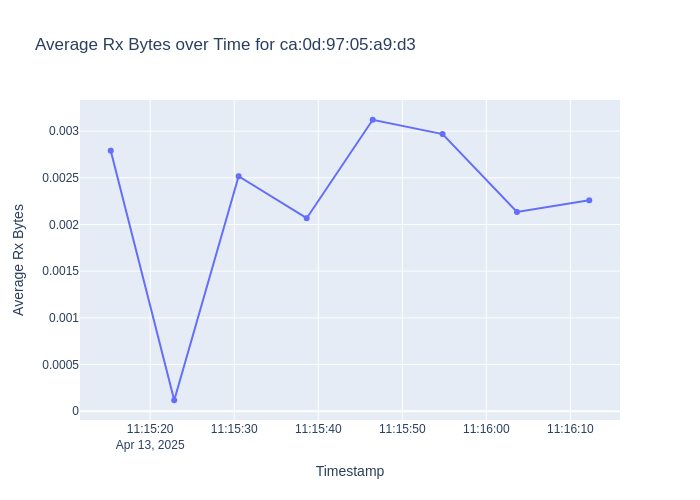 Average Rx Bytes over Time for ca:0d:97:05:a9:d3
Average Rx Bytes
0.003
0.0025
0.002
0.0015
0.001
0.0005
0
11:15:20 11:15:30 11:15:40 11:15:50 11:16:00 11:16:10
Apr 13, 2025
Timestamp